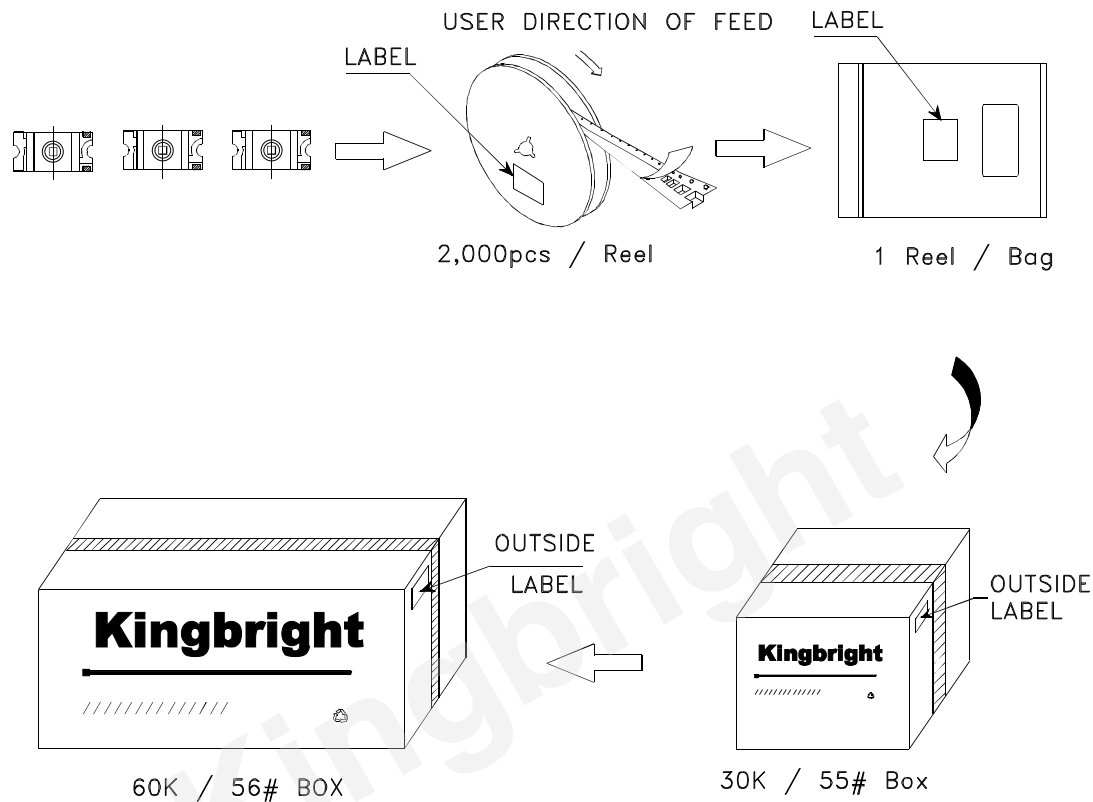 USER DIRECTION OF FEED
LABEL
LABEL
2,000pcs / Reel
1 Reel / Bag
OUTSIDE
LABEL
OUTSIDE
LABEL
Kingbright
Kingbright
60K / 56# BOX
30K / 55# Box
Kingbright